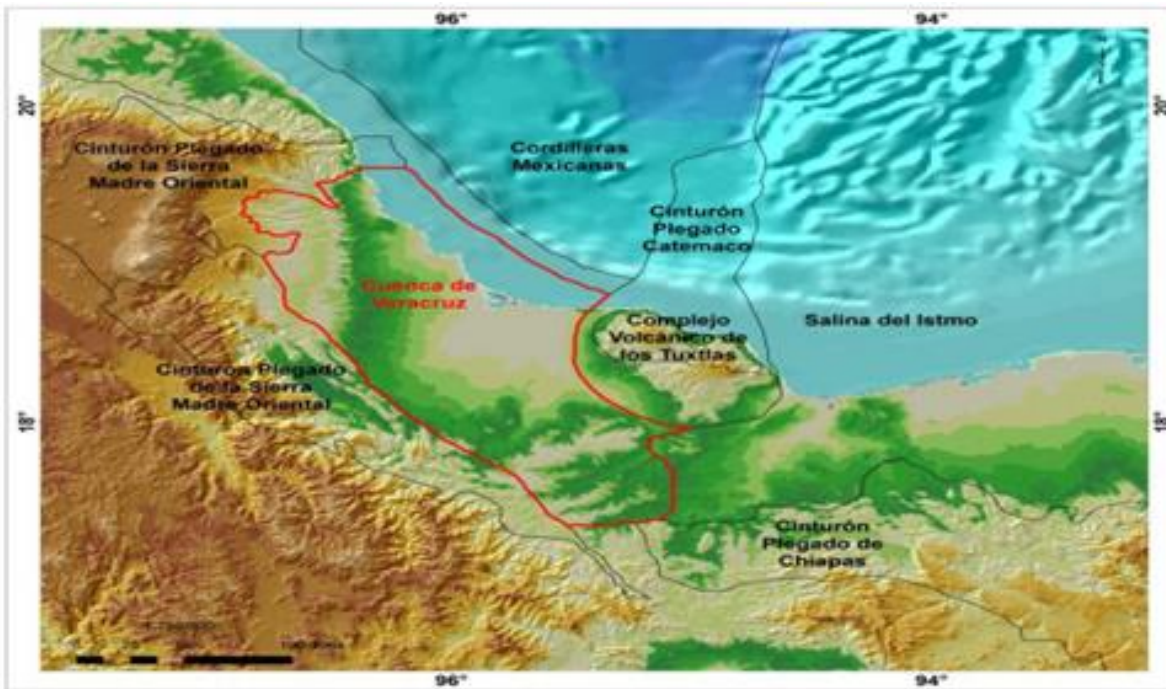 96°
94°
20°
20°
Cinturón Plegado
de la Sierra
Madre Oriental
Cordilleras
Mexicanas
Cinturón
Plegado
Catemaco
Cuenca de
Veracruz
Complejo
Volcánico de
los Tuxtlas
Salina del Istmo
Cinturón Plegado
de la Sierra
Madre Oriental
18°
18°
Cinturón
Plegado de
Chiapas
96°
94°